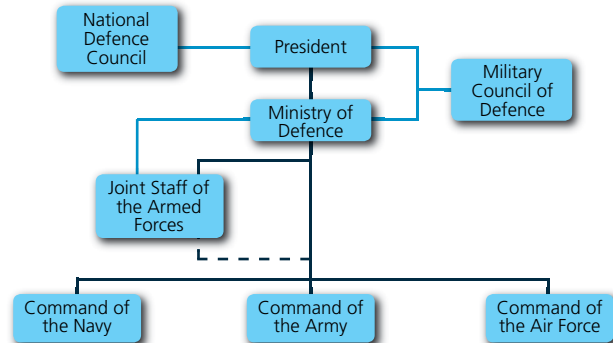 National
Defence
Council
President
Military
Council of
Defence
Ministry of
Defence
Joint Staff of
the Armed
Forces
Command of
the Navy
Command of
the Army
Command of
the Air Force